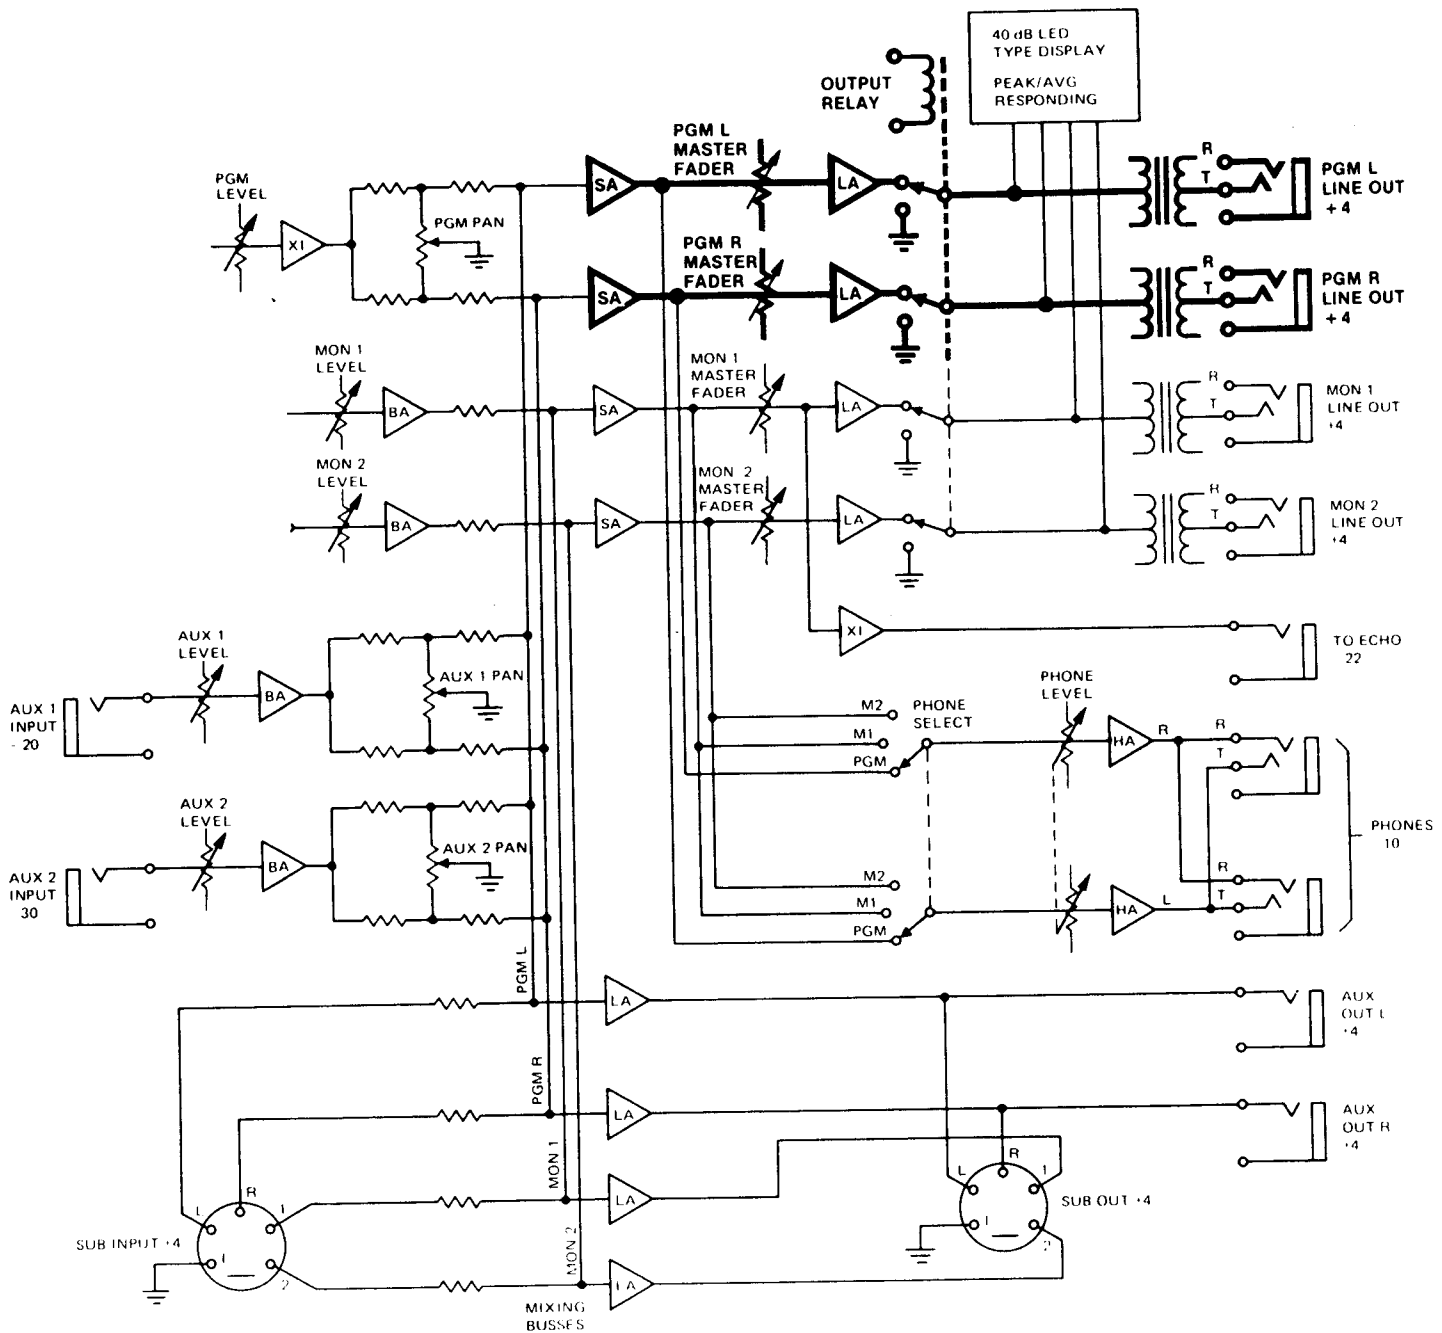 40 dB LED
TYPE DISPLAY
PEAK/AVG
RESPONDING
OUTPUT
RELAY
PGM L
MASTER
FADER
PGM
LEVEL
XI
PGM PAN
SA
LA
R
T
PGM L
LINE OUT
+4
PGM R
MASTER
FADER
SA
LA
R
T
PGM R
LINE OUT
+4
MON 1
LEVEL
BA
SA
MON 1
MASTER
FADER
LA
R
T
MON 1
LINE OUT
+4
MON 2
LEVEL
BA
SA
MON 2
MASTER
FADER
LA
R
T
MON 2
LINE OUT
+4
XI
TO ECHO
22
AUX 1
LEVEL
AUX 1
INPUT
-20
BA
AUX 1 PAN
M2
M1
PGM
PHONE
SELECT
PHONE
LEVEL
HA
R
R
T
AUX 2
LEVEL
AUX 2
INPUT
30
BA
AUX 2 PAN
M2
M1
PGM
HA
L
R
T
PHONES
10
PGM L
LA
AUX
OUT L
+4
PGM R
LA
AUX
OUT R
+4
MON 1
LA
L
R
1
2
SUB OUT +4
L
R
1
2
SUB INPUT +4
MON 2
LA
MIXING
BUSSES